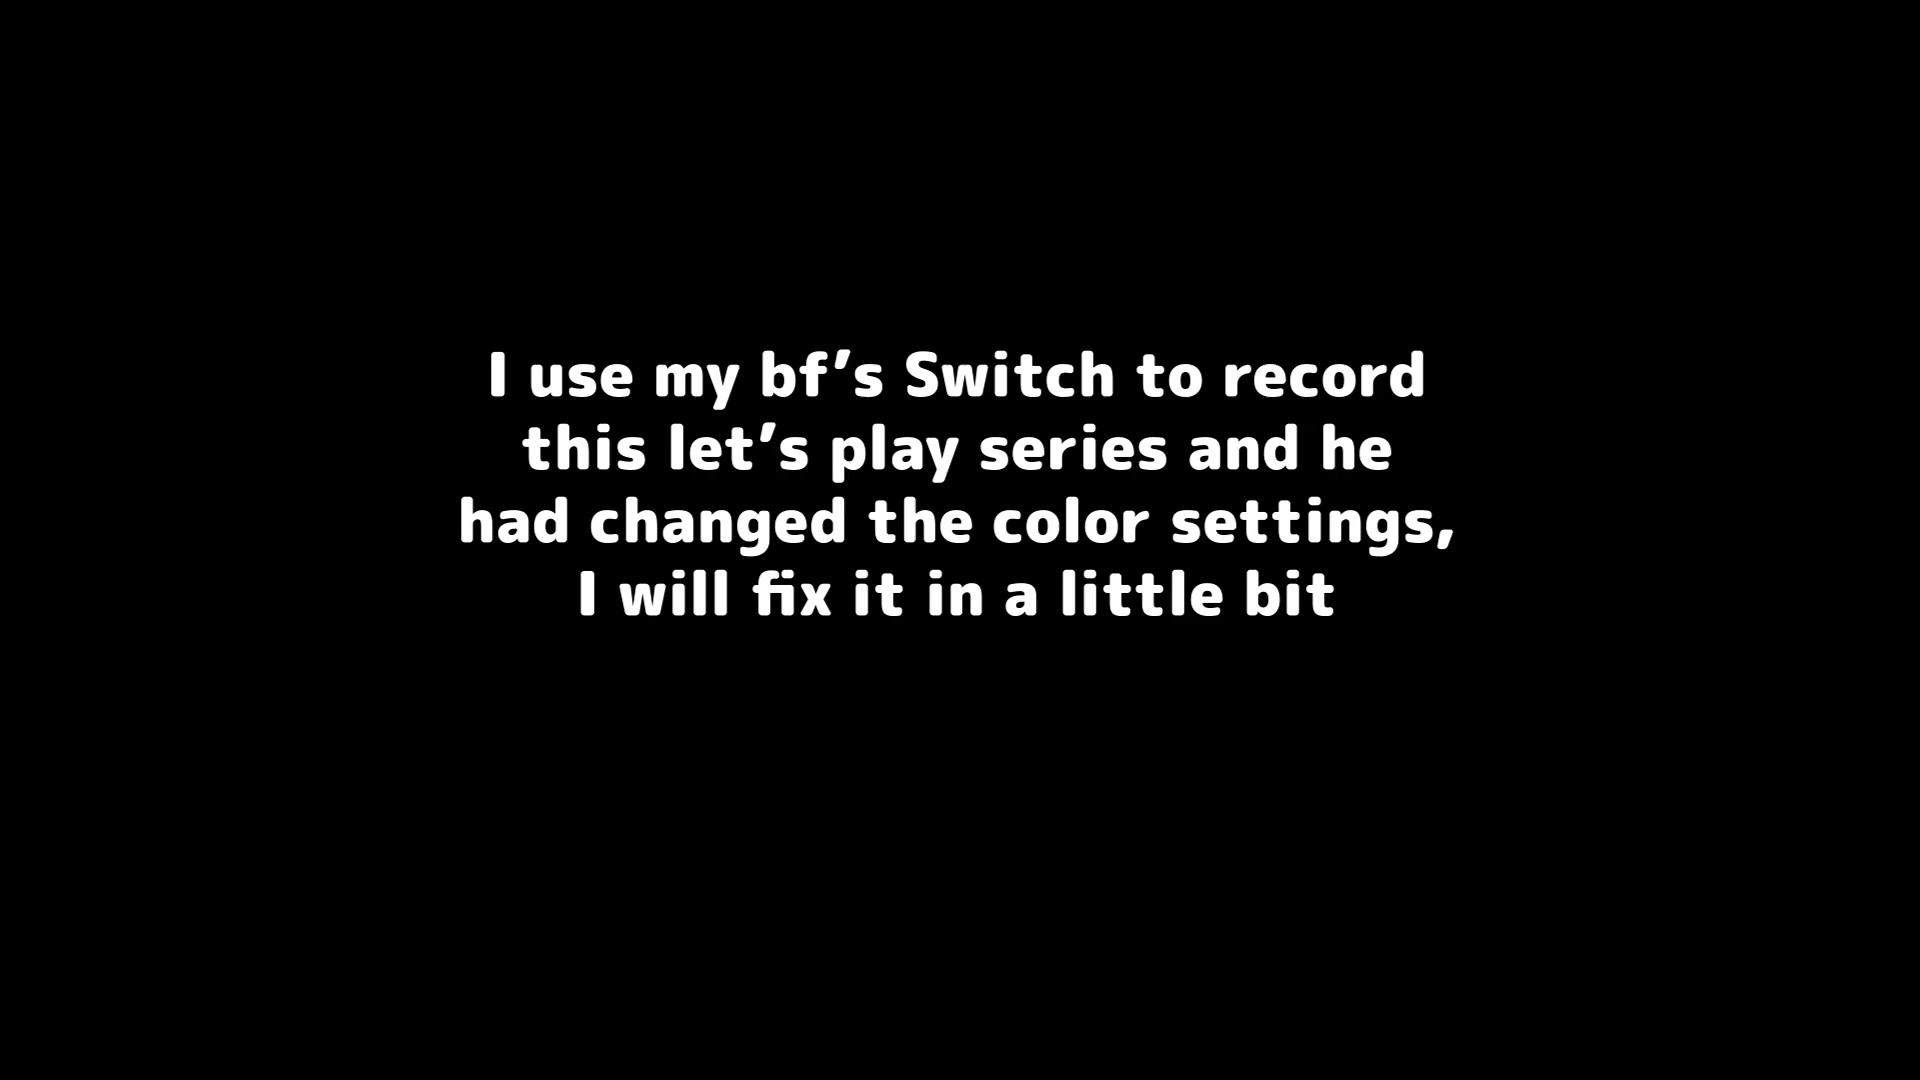 I use my bf’s Switch to record
this let’s play series and he
had changed the color settings,
I will fix it in a little bit